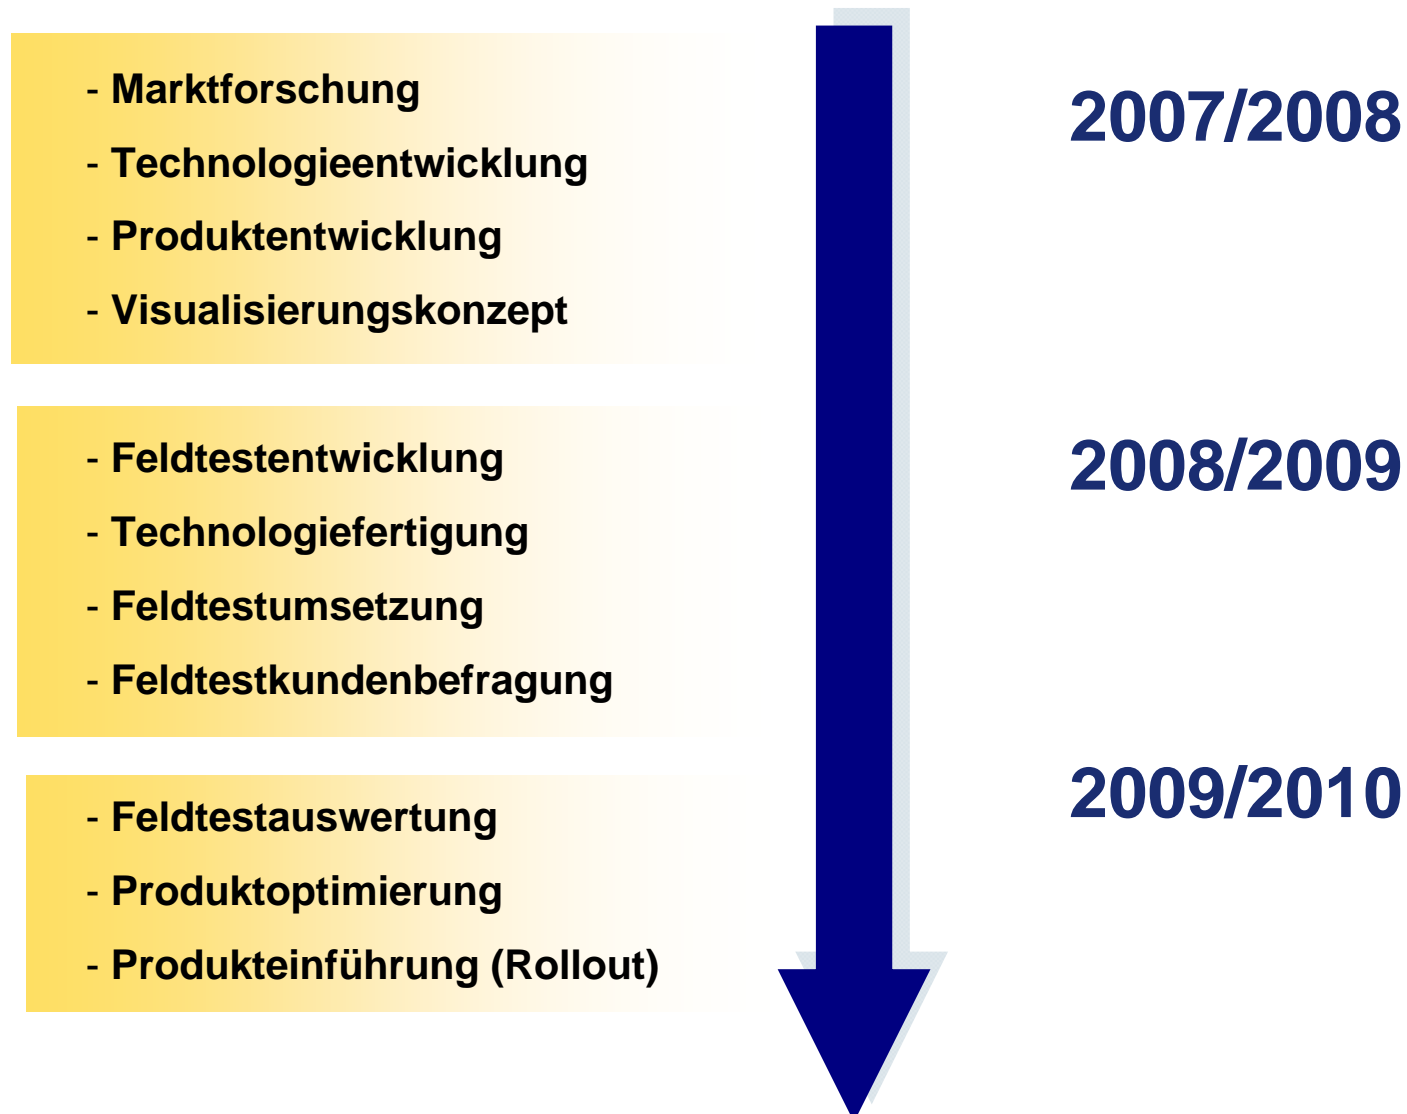 - Marktforschung
- Technologieentwicklung
- Produktentwicklung
- Visualisierungskonzept
2007/2008
- Feldtestentwicklung
- Technologiefertigung
- Feldtestumsetzung
- Feldtestkundenbefragung
2008/2009
- Feldtestauswertung
- Produktoptimierung
- Produkteinführung (Rollout)
2009/2010